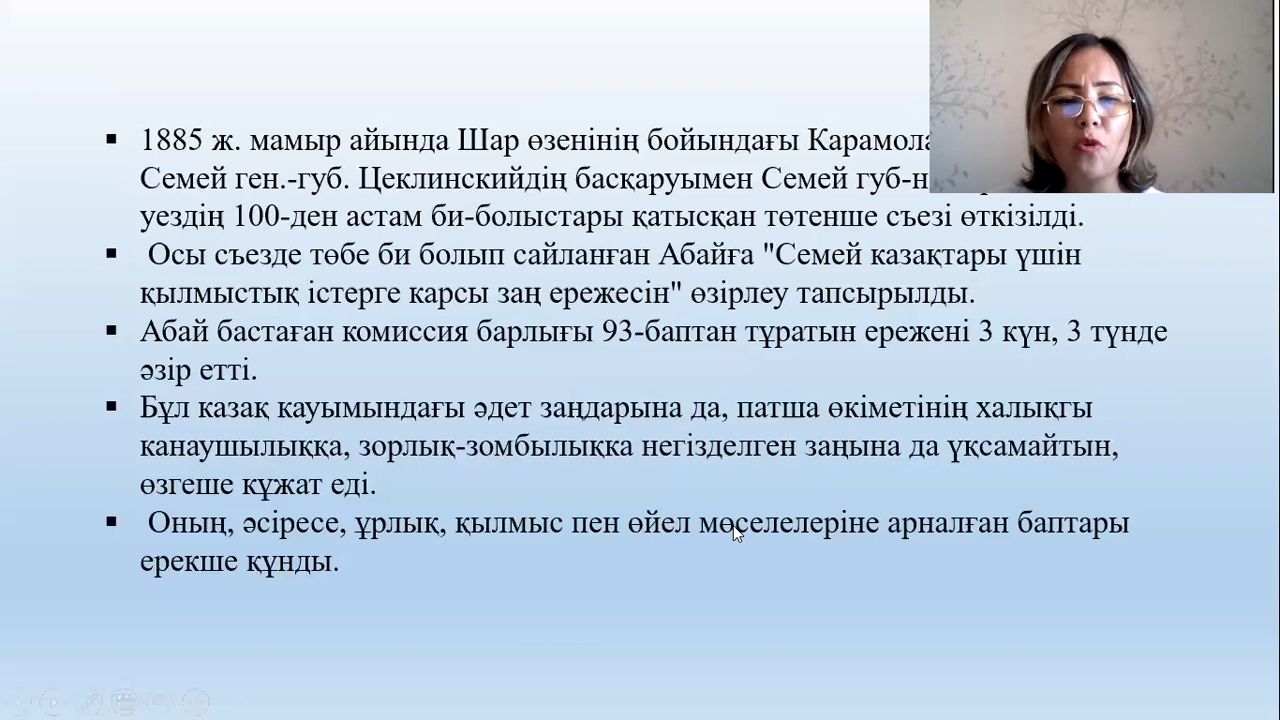 1885 ж. мамыр айында Шар өзенінің бойындағы
Семей ген.-губ. Цеклинскийдің басқаруымен Семей
уездің 100-ден астам би-болыстары қатысқан төтенше съезі өткізілді.
Осы съезде төбе би болып сайланған Абайға "Семей казақтары үшін
қылмыстық істерге карсы заң ережесін" өзірлеу тапсырылды.
Абай бастаған комиссия барлығы 93-баптан тұратын ережені 3 күн, 3 түнде
әзір етті.
Бұл казақ кауымындағы әдет заңдарына да, патша өкіметінің халықгы
канаушылыққа, зорлық-зомбылықка негізделген заңына да ұқсамайтын,
өзгеше құжат еді.
Оның, әсіресе, ұрлық, қылмыс пен өйел мөселелеріне арналған баптары
ерекше құнды.